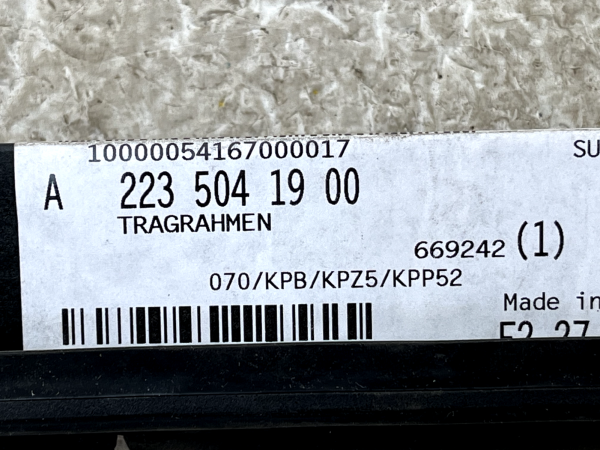 10000054167000017 SU
A 223 504 19 00
TRAGRAHMEN
669242 (1)
070/KPB/KPZ5/KPP52
Made in